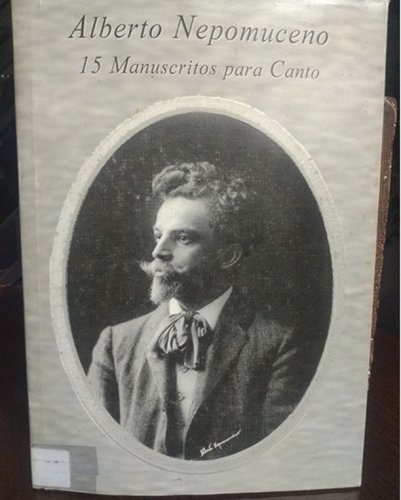 Alberto Nepomuceno
15 Manuscritos para Canto